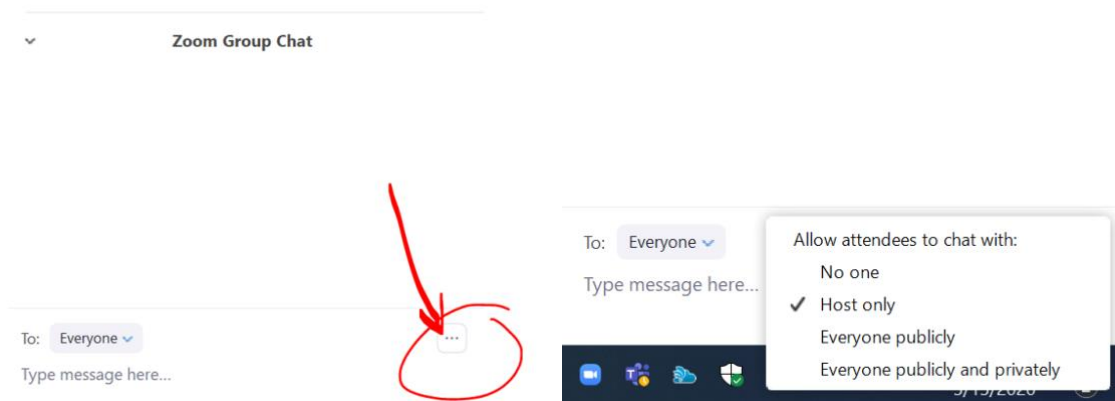 Zoom Group Chat
To: Everyone
...
Type message here...
To: Everyone
Type message here...
Allow attendees to chat with:
No one
✓ Host only
Everyone publicly
Everyone publicly and privately